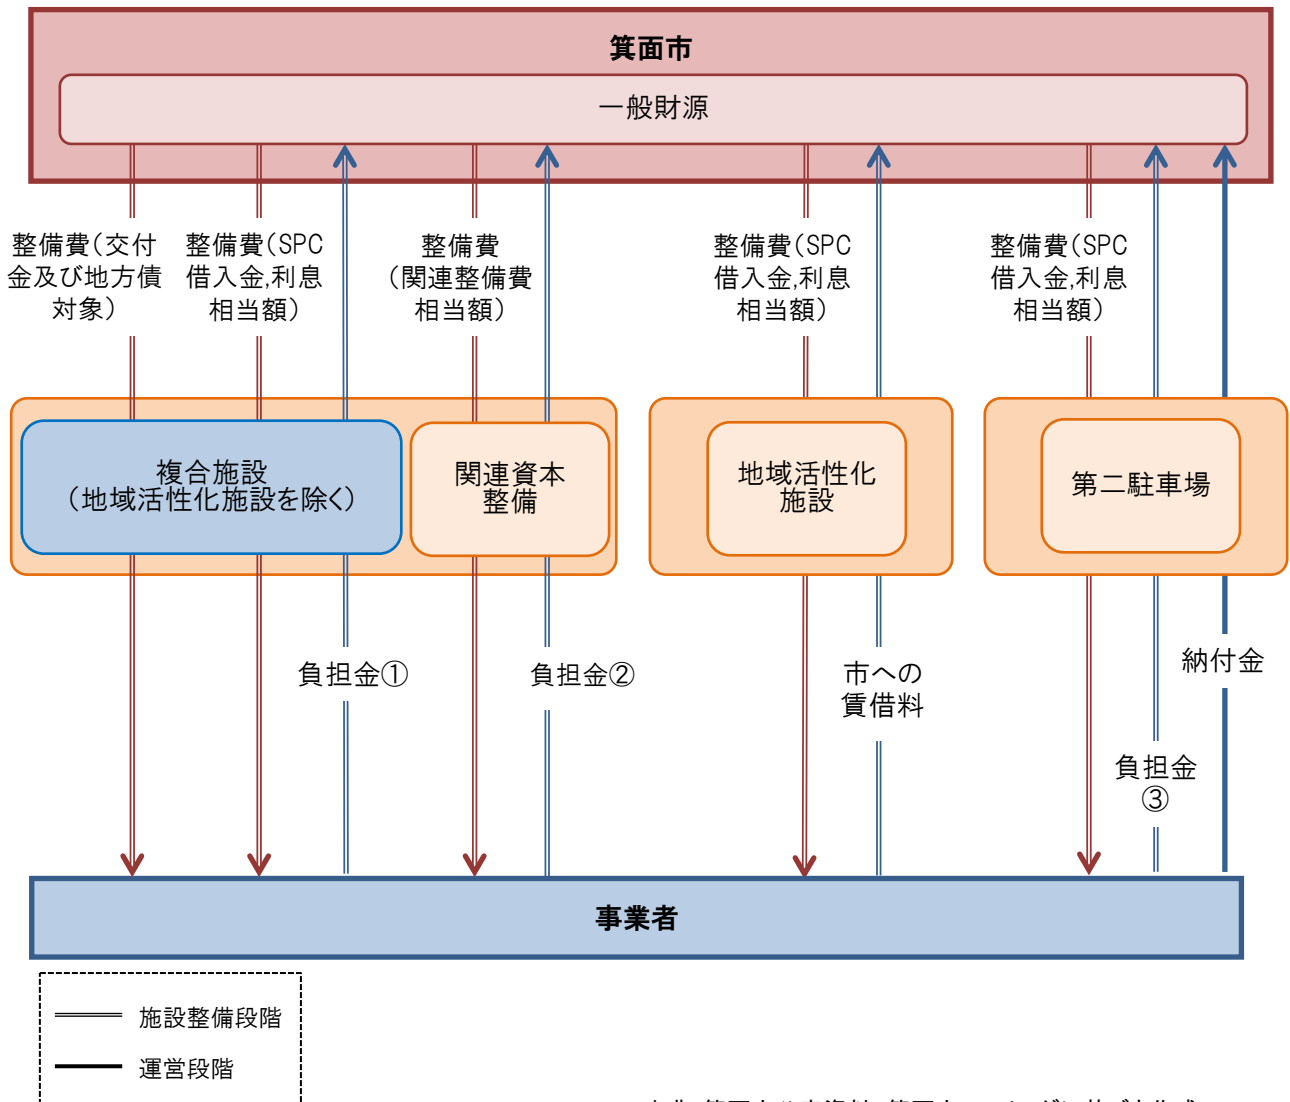 箕面市
一般財源
整備費（交付
金及び地方債
対象）
整備費（SPC
借入金,利息
相当額）
整備費
（関連整備費
相当額）
整備費（SPC
借入金,利息
相当額）
整備費（SPC
借入金,利息
相当額）
複合施設
（地域活性化施設を除く）
関連資本
整備
地域活性化
施設
第二駐車場
負担金①
負担金②
市への
賃借料
納付金
負担金
③
事業者
施設整備段階
運営段階